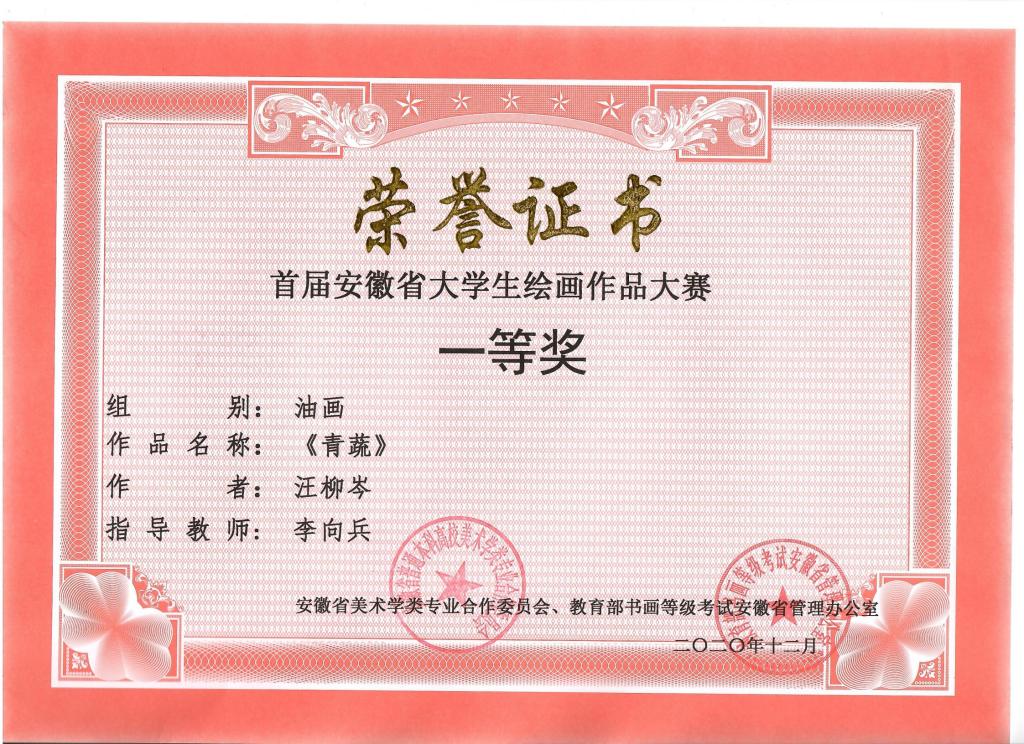 荣誉证书
首届安徽省大学生绘画作品大赛
一等奖
组 别： 油画
作品名称： 《青蔬》
作 者： 汪柳岑
指导教师： 李向兵
安徽省美术学类专业合作委员会、教育部书画等级考试安徽省管理办公室
二〇二〇年十二月